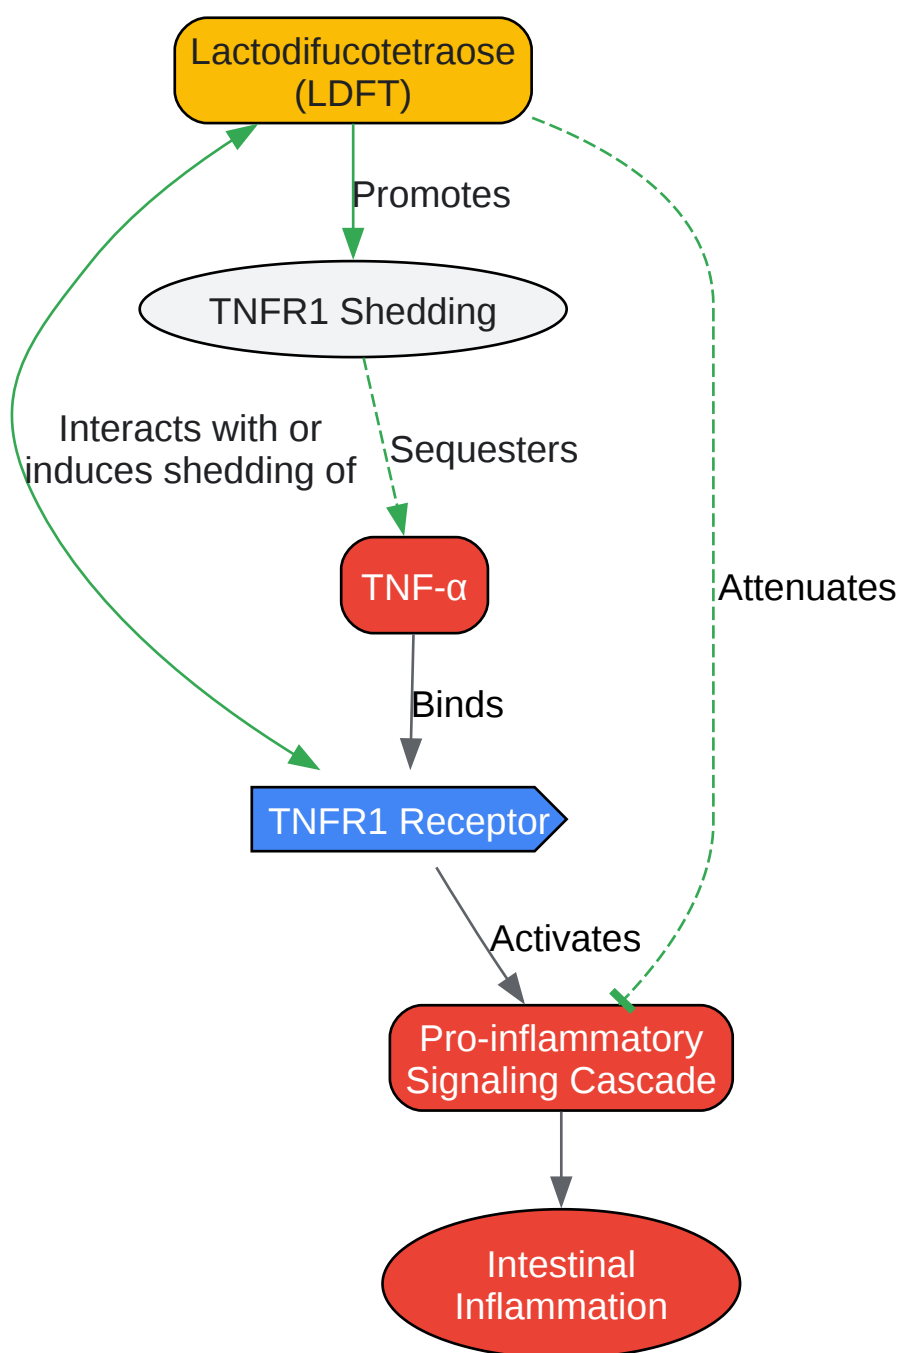 Lactodifucotetraose
(LDFT)
Promotes
TNFR1 Shedding
Interacts with or
induces shedding of
Sequesters
TNF-α
Attenuates
Binds
TNFR1 Receptor
Activates
Pro-inflammatory
Signaling Cascade
Intestinal
Inflammation